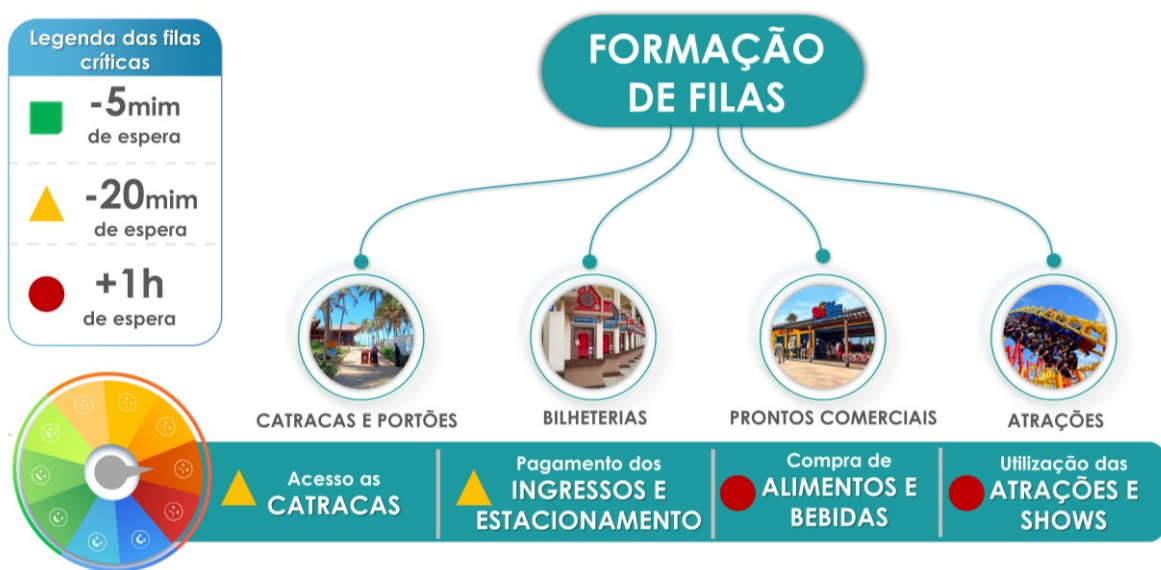 Legenda das filas
críticas
-5mim
de espera
-20mim
de espera
+1h
de espera
FORMAÇÃO
DE FILAS
CATRACAS E PORTÕES
BILHETERIAS
PRONTOS COMERCIAIS
ATRAÇÕES
Acesso as
CATRACAS
Pagamento dos
INGRESSOS E
ESTACIONAMENTO
Compra de
ALIMENTOS E
BEBIDAS
Utilização das
ATRAÇÕES E
SHOWS